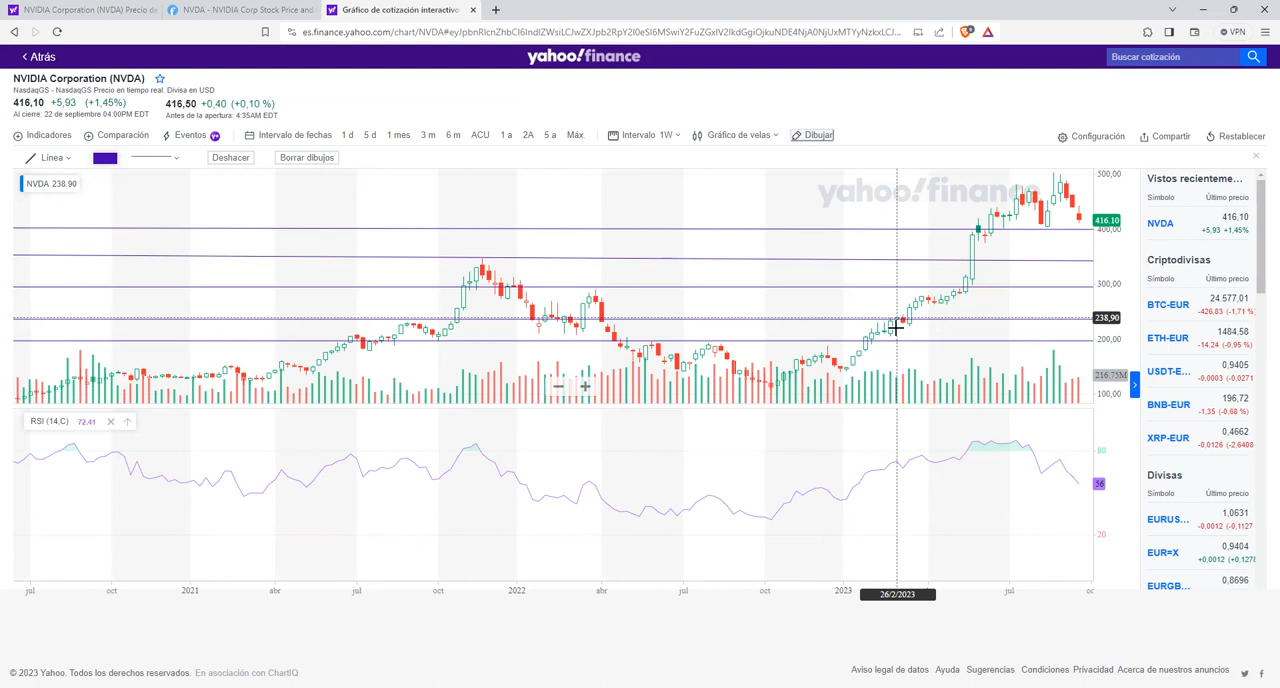 NVIDIA Corporation (NVDA) Precio de
NVDA - NVIDIA Corp Stock Price and
Gráfico de cotización interactivo
Atrás
yahoo!finance
Buscar cotización
VPN
NVIDIA Corporation (NVDA)
NasdaqGS - NasdaqGS Precio en tiempo real. Divisa en USD
416,10 +5,93 (+1,45%)
Al cierre: 22 de septiembre 04:00PM EDT
416,50 +0,40 (+0,10 %)
Antes de la apertura: 4:35AM EDT
Indicadores
Comparación
Eventos
Intervalo de fechas
1 d
5 d
1 mes
3 m
6 m
ACU
1 a
2A
5 a
Máx.
Intervalo 1W
Gráfico de velas
Dibujar
Configuración
Compartir
Restablecer
Línea
Deshacer
Borrar dibujos
NVDA 238.90
yahoo!finance
500,00
416.10
400,00
300,00
238,90
200,00
216.75M
100,00
RSI (14,C) 72.41
80
56
20
jul
oct
2021
abr
jul
oct
2022
abr
jul
oct
2023
26/2/2023
jul
oc
Vistos recienteme...
Símbolo
Último precio
NVDA
416,10
+5,93 +1,45%
Criptodivisas
Símbolo
Último precio
BTC-EUR
24.577,01
-426,83 (-1,71 %
ETH-EUR
1484,58
-14,24 (-0,95 %)
USDT-E...
0,9405
-0,0003 (-0,0271
BNB-EUR
196,72
-1,35 (-0,68 %)
XRP-EUR
0,4662
-0,0126 (-2,6408
Divisas
Símbolo
Último precio
EURUS...
1,0631
-0,0012 (-0,1127
EUR=X
0,9404
+0,0012 (+0,1278
EURGB...
0,8696
© 2023 Yahoo. Todos los derechos reservados. En asociación con ChartIQ
Aviso legal de datos Ayuda Sugerencias Condiciones Privacidad Acerca de nuestros anuncios